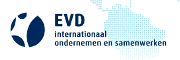 EVD
internationaal
ondernemen en samenwerken